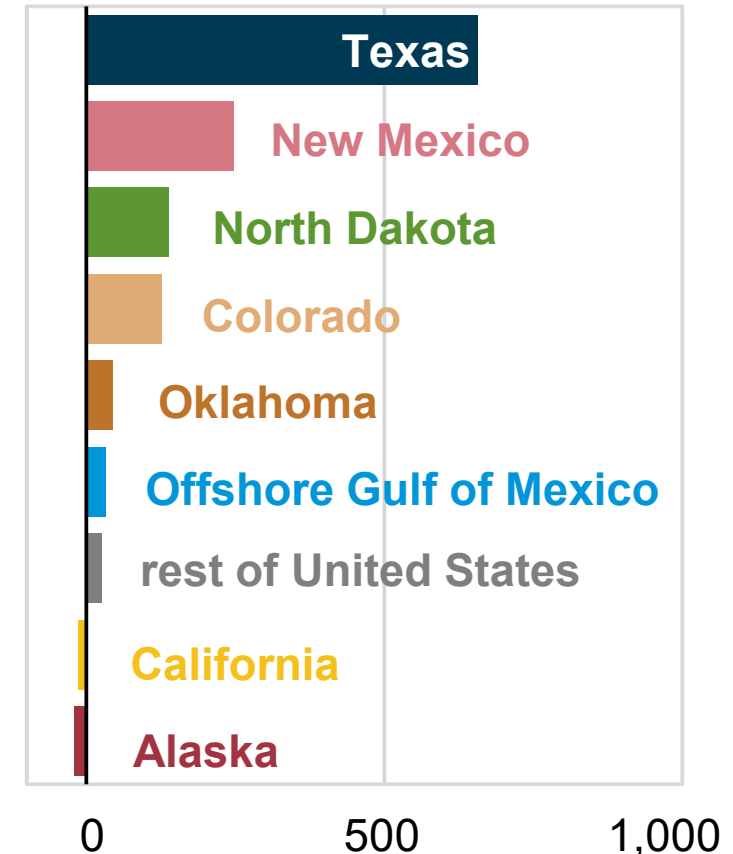 Texas
New Mexico
North Dakota
Colorado
Oklahoma
Offshore Gulf of Mexico
rest of United States
California
Alaska
0 500 1,000